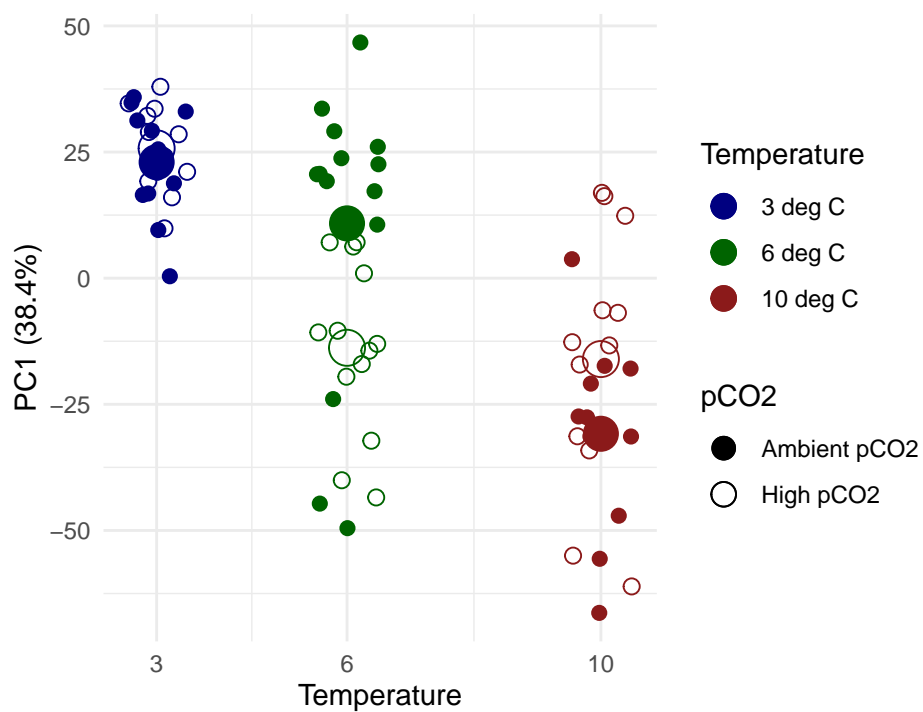 50
25
0
−25
−50
PC1 (38.4%)
3
6
10
Temperature
Temperature
3 deg C
6 deg C
10 deg C
pCO2
Ambient pCO2
High pCO2